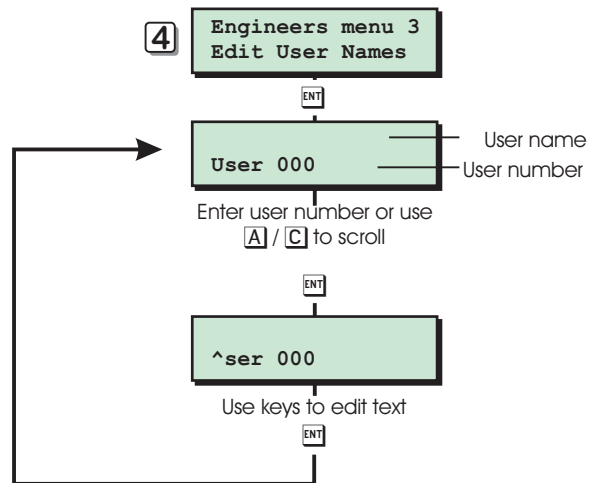 4
Engineers menu 3
Edit User Names
ENT
User name
User 000
User number
Enter user number or use
A / C to scroll
ENT
^ser 000
Use keys to edit text
ENT